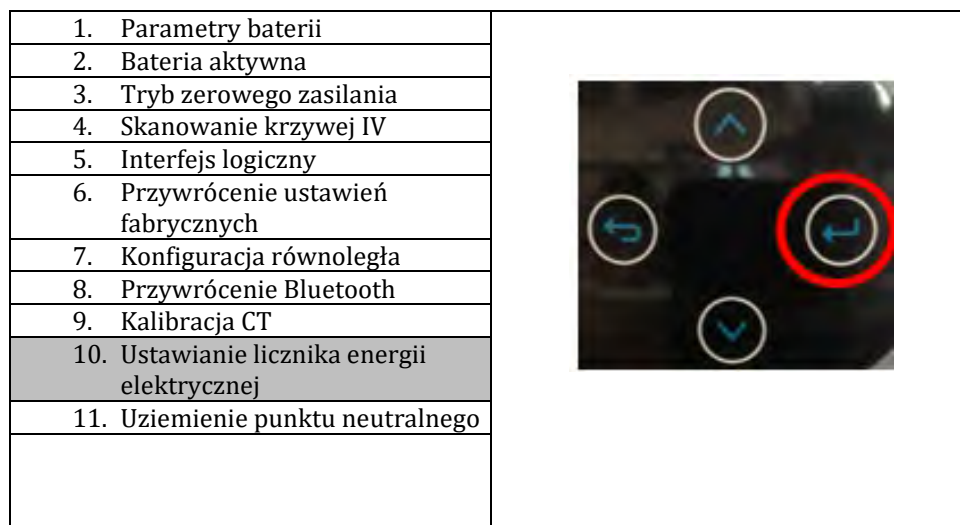 1. Parametry baterii
2. Bateria aktywna
3. Tryb zerowego zasilania
4. Skanowanie krzywej IV
5. Interfejs logiczny
6. Przywrócenie ustawień
fabrycznych
7. Konfiguracja równoległa
8. Przywrócenie Bluetooth
9. Kalibracja CT
10. Ustawianie licznika energii
elektrycznej
11. Uziemienie punktu neutralnego